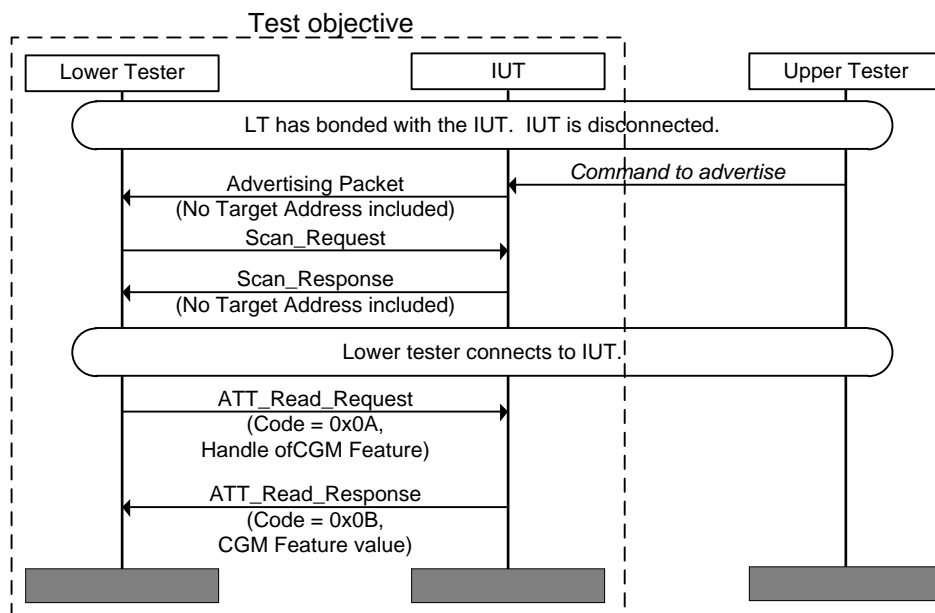 Test objective
Lower Tester
IUT
Upper Tester
LT has bonded with the IUT.  IUT is disconnected.
Command to advertise
Advertising Packet
(No Target Address included)
Scan_Request
Scan_Response
(No Target Address included)
Lower tester connects to IUT.
ATT_Read_Request
(Code = 0x0A,
Handle ofCGM Feature)
ATT_Read_Response
(Code = 0x0B,
CGM Feature value)